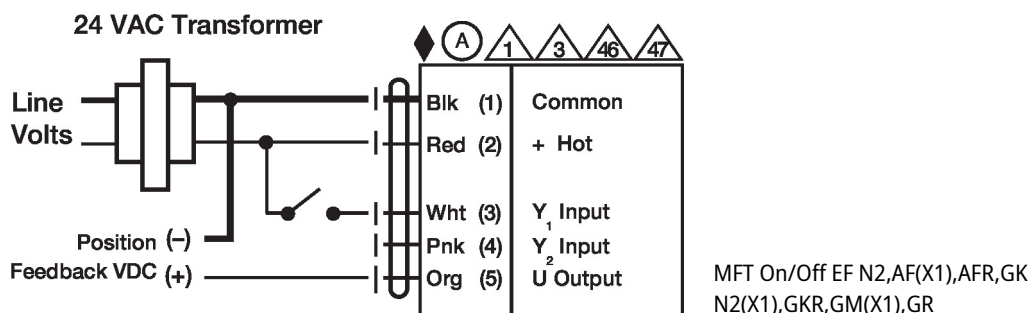 24 VAC Transformer
A 1 3 46 47
Line
Volts
Blk (1) Common
Red (2) + Hot
Wht (3) Y1 Input
Pnk (4) Y2 Input
Org (5) U Output
Position (-)
Feedback VDC (+)
MFT On/Off EF N2,AF(X1),AFR,GK
N2(X1),GKR,GM(X1),GR